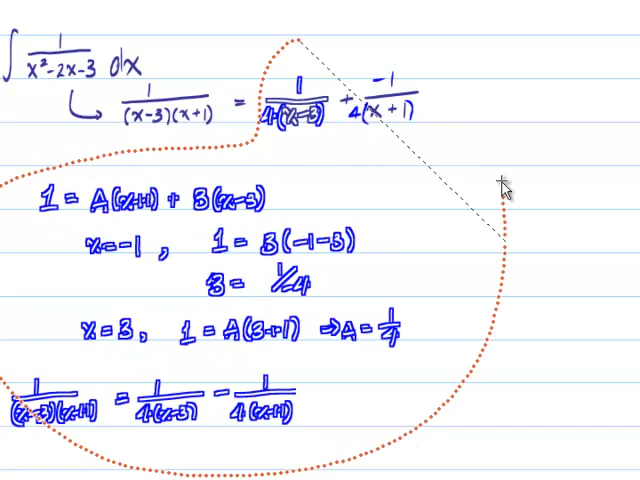 ∫ 1/(x²-2x-3) dx
1/((x-3)(x+1)) = 1/(4(x-3)) + -1/(4(x+1))
1 = A(x+1) + B(x-3)
x=-1, 1 = B(-1-3)
B = 1/-4
x=3, 1 = A(3+1) ⇒ A = 1/4
1/((x-3)(x+1)) = 1/(4(x-3)) - 1/(4(x+1))